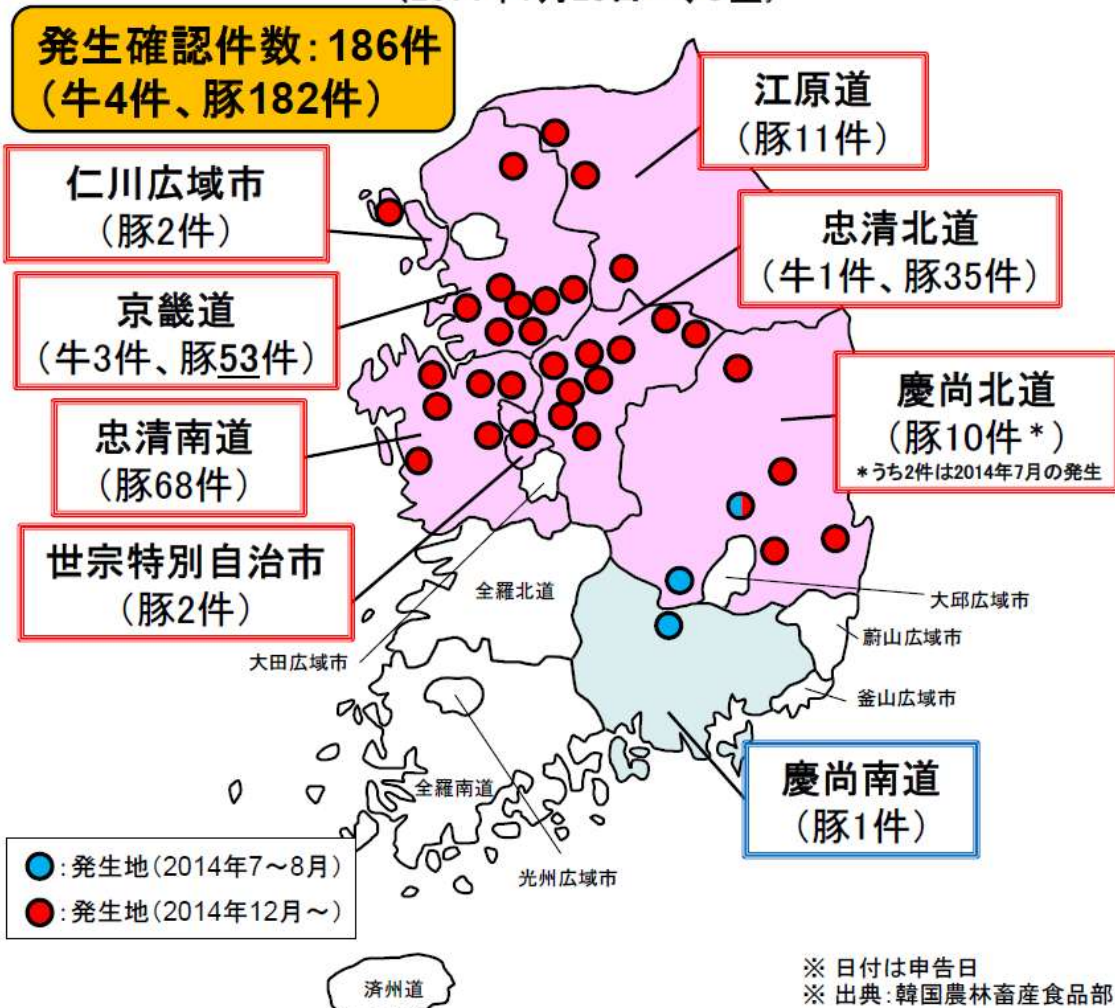 発生確認件数:186件
(牛4件、豚182件)
江原道
(豚11件)
仁川広域市
(豚2件)
忠清北道
(牛1件、豚35件)
京畿道
(牛3件、豚53件)
慶尚北道
(豚10件*)
*うち2件は2014年7月の発生
忠清南道
(豚68件)
世宗特別自治市
(豚2件)
全羅北道
大邱広域市
蔚山広域市
大田広域市
釜山広域市
慶尚南道
(豚1件)
全羅南道
光州広域市
●:発生地(2014年7~8月)
●:発生地(2014年12月~)
済州道
※ 日付は申告日
※ 出典:韓国農林畜産食品部